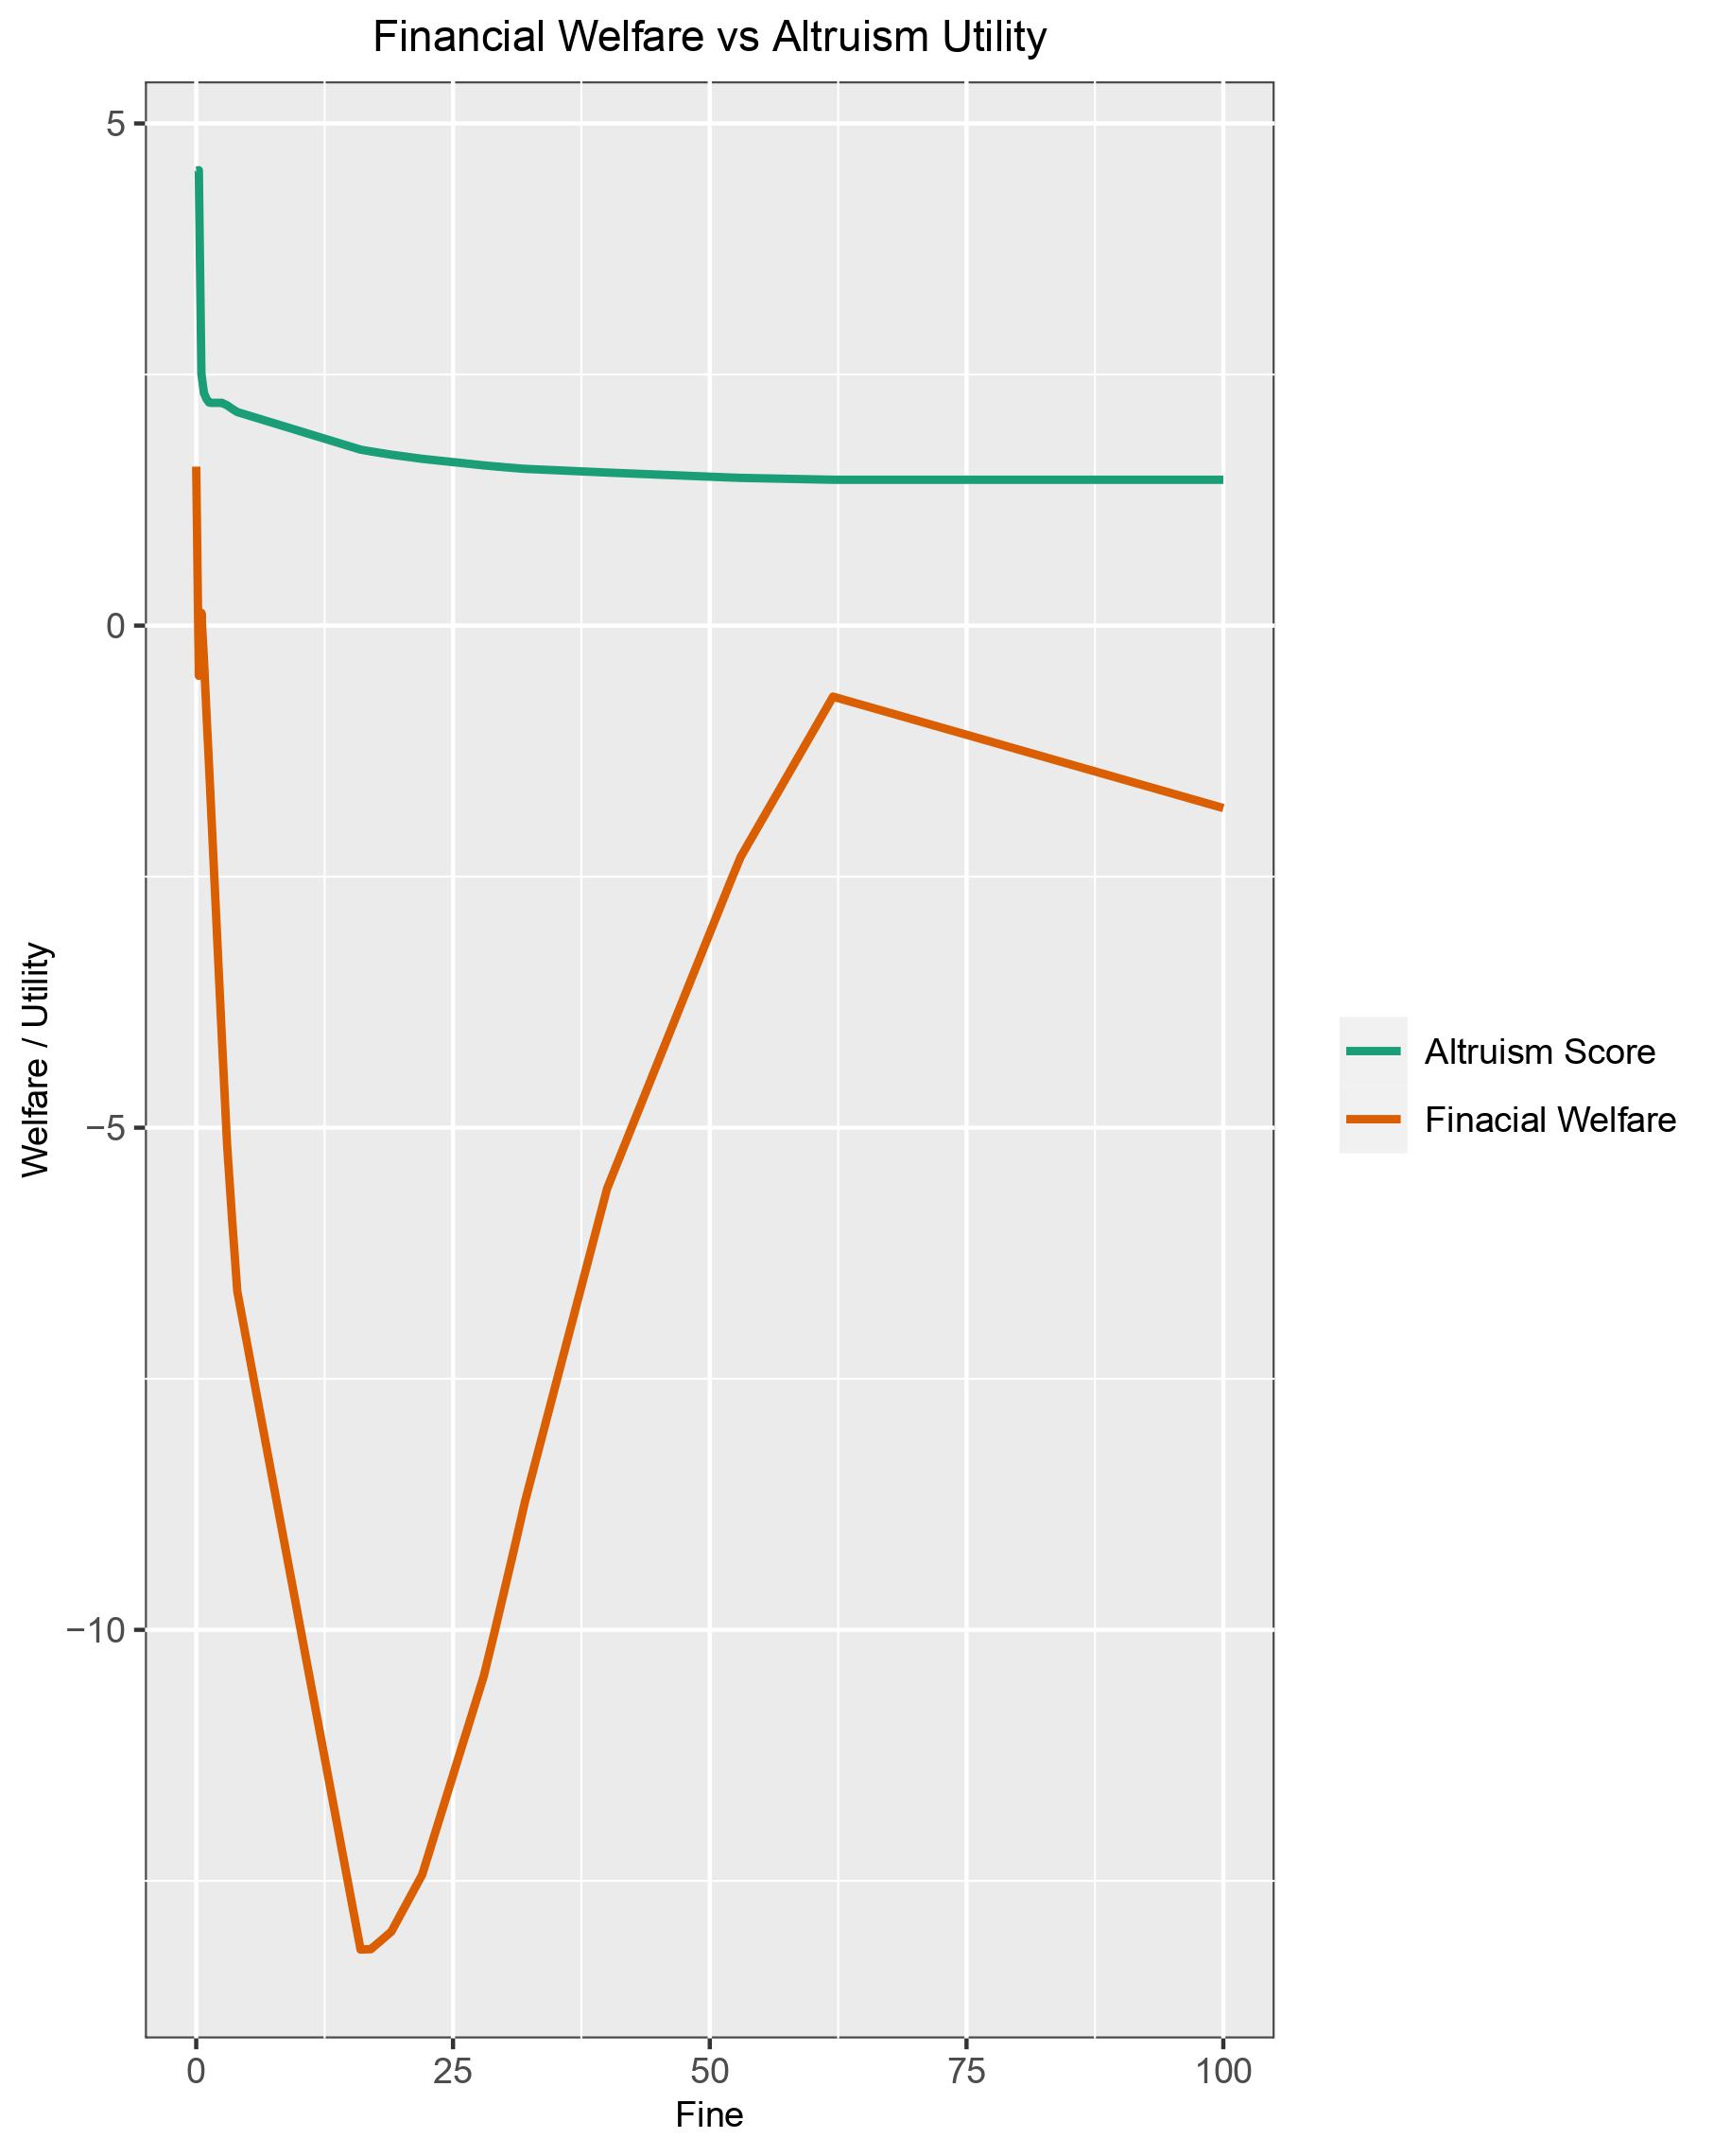 Financial Welfare vs Altruism Utility
5
0
−5
−10
Welfare / Utility
0 25 50 75 100
Fine
Altruism Score
Finacial Welfare